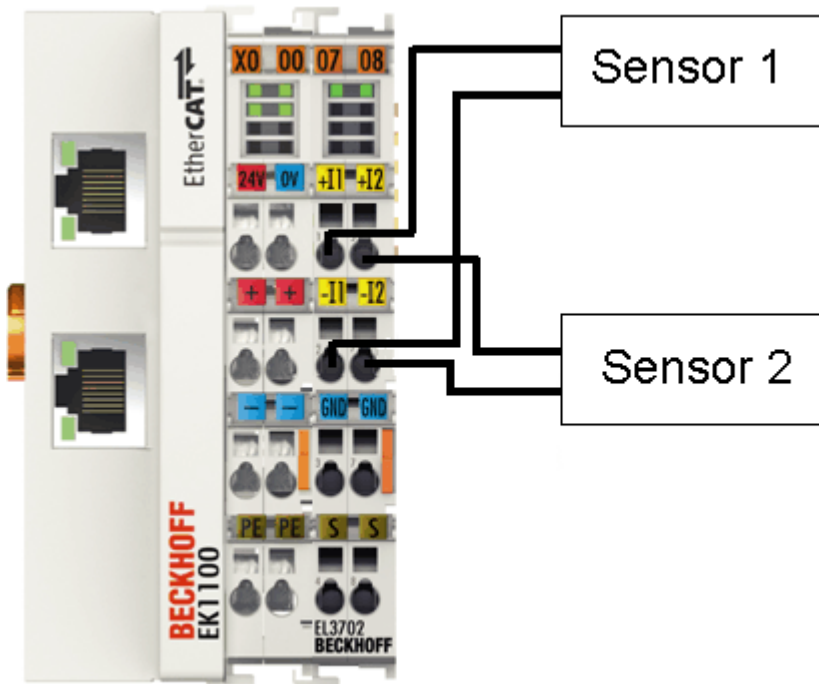 X0 00 07 08
Sensor 1
EtherCAT
24V 0V +I1 +I2
+ + -I1 -I2
Sensor 2
- - GND GND
PE PE S S
BECKHOFF
EK1100
EL3702
BECKHOFF